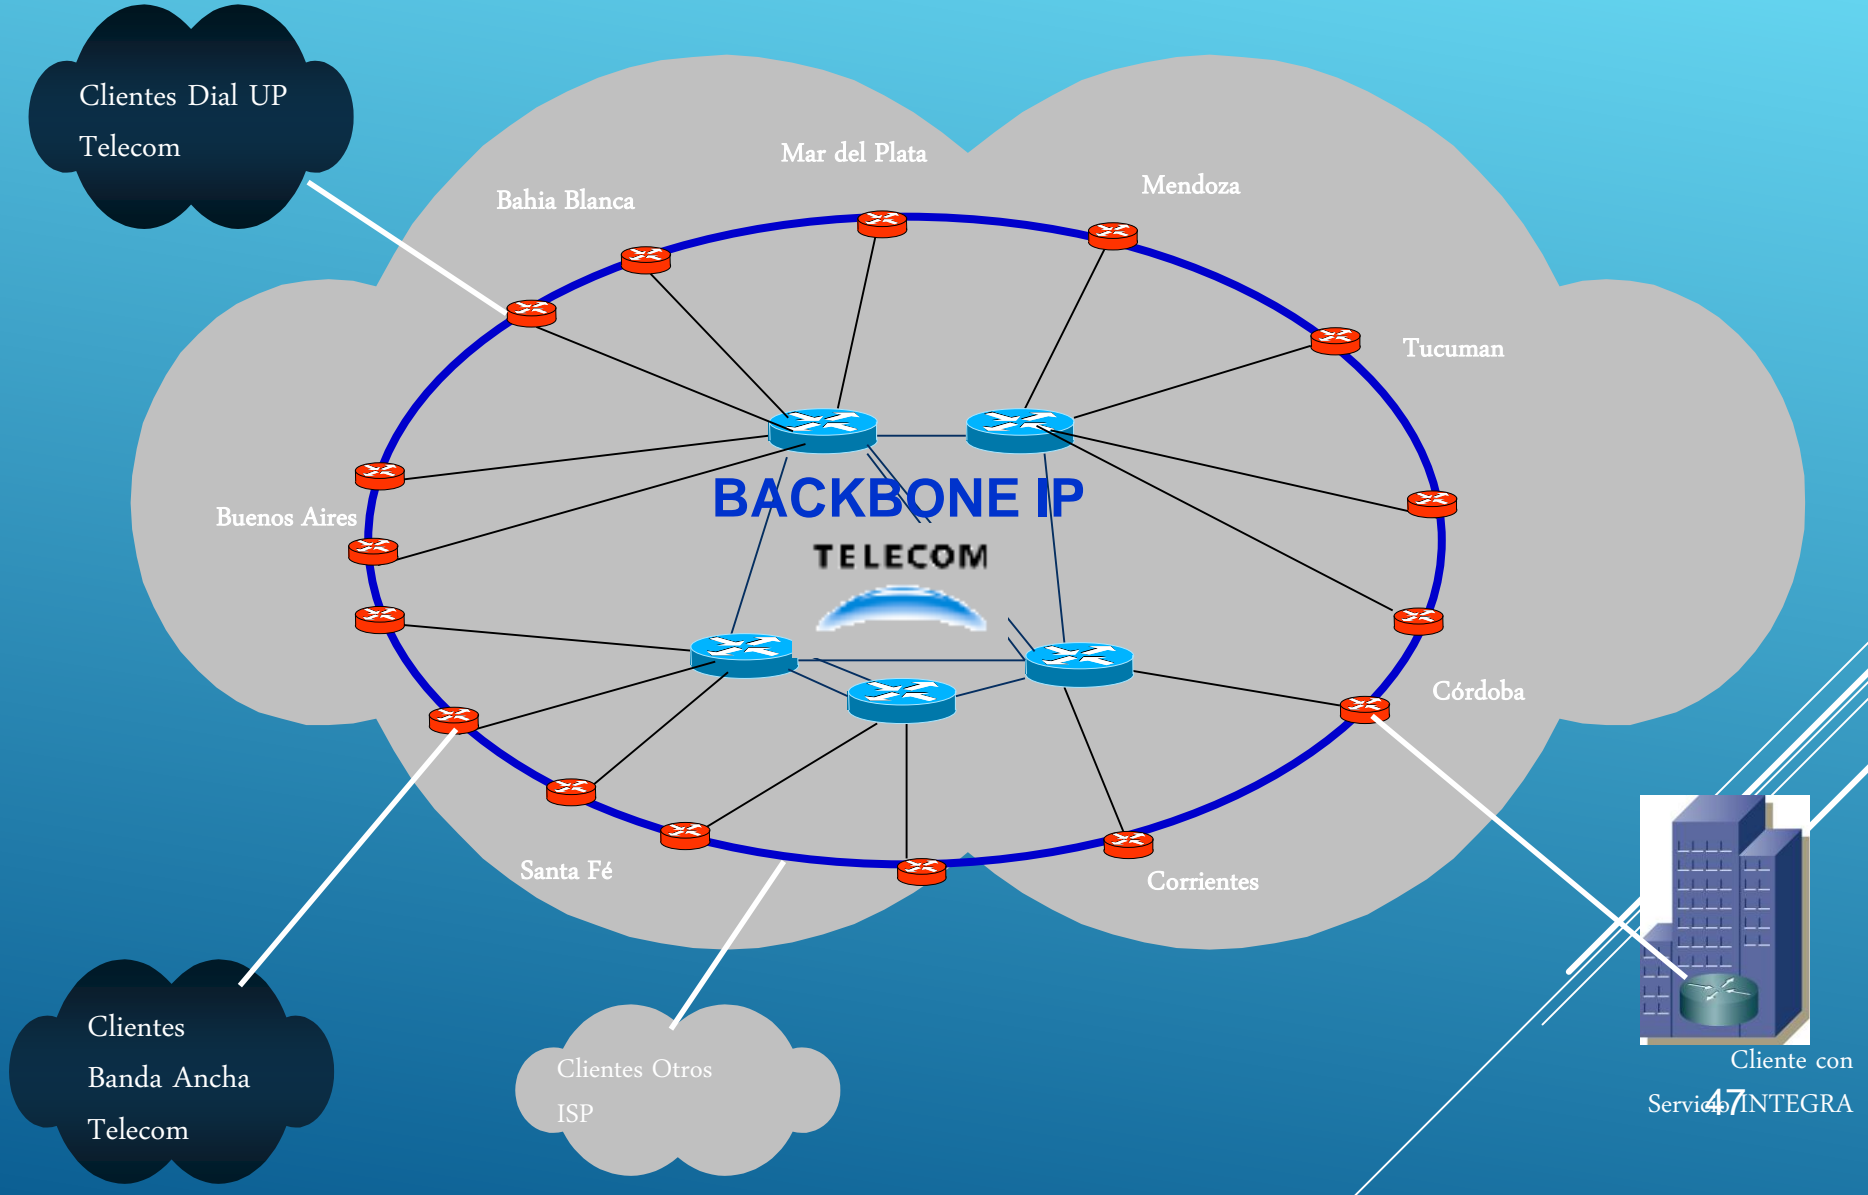 Clientes Dial UP
Telecom
Mar del Plata
Mendoza
Bahia Blanca
Tucuman
BACKBONE IP
Buenos Aires
TELECOM
Córdoba
Santa Fé
Corrientes
Clientes
Banda Ancha
Telecom
Clientes Otros
ISP
Cliente con
Servicio INTEGRA
47